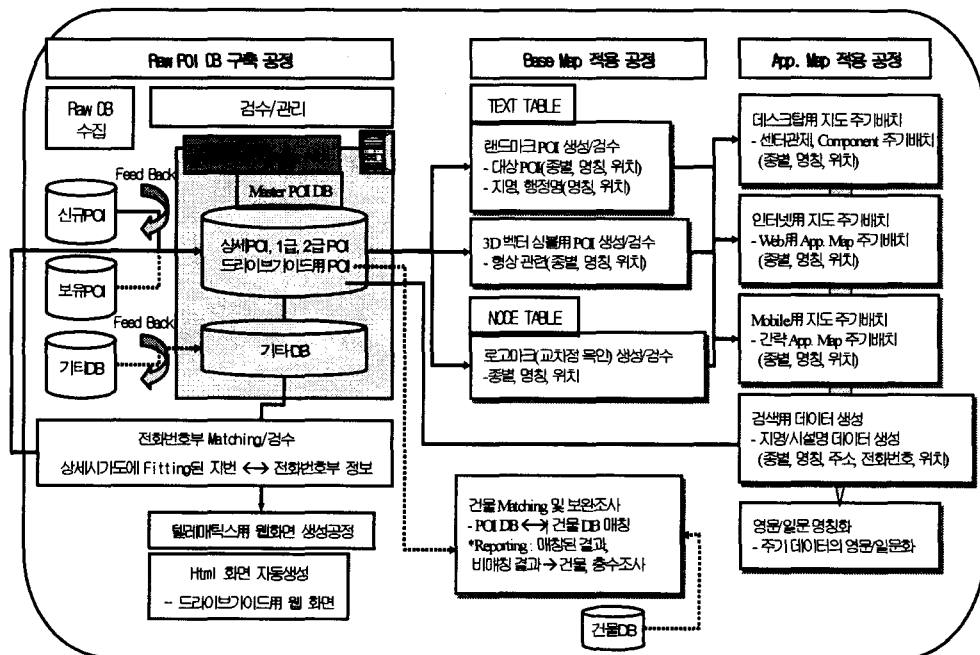 Raw POI DB 구축 공정
Raw DB
수집
검수/관리
Feed Back
신규POI
보유POI
Feed Back
기타DB
Master POI DB
상세POI, 1급, 2급 POI
드라이브가이드用 POI
기타DB
전화번호부 Matching/검수
상세시가도에 Fitting된 지번 ↔ 전화번호부 정보
텔레매틱스用 웹화면 생성공정
Html 화면 자동생성
- 드라이브가이드用 웹 화면
Base Map 적용 공정
TEXT TABLE
랜드마크 POI 생성/검수
- 대상 POI(종별, 명칭, 위치)
- 지명, 행정명(명칭, 위치)
3D 벡터 심볼用 POI 생성/검수
- 형상 관련(종별, 명칭, 위치)
NODE TABLE
로고마크(교차점 목인) 생성/검수
-종별, 명칭, 위치
건물 Matching 및 보완조사
- POI DB ↔ 건물 DB 매칭
*Reporting : 매칭된 결과,
비매칭 결과 → 건물, 층수조사
건물DB
App. Map 적용 공정
데스크탑用 지도 주기배치
- 센터관제, Component 주기배치
(종별, 명칭, 위치)
인터넷用 지도 주기배치
- Web用 App. Map 주기배치
(종별, 명칭, 위치)
Mobile用 지도 주기배치
- 간략 App. Map 주기배치
(종별, 명칭, 위치)
검색用 데이터 생성
- 지명/시설명 데이터 생성
(종별, 명칭, 주소, 전화번호, 위치)
영문/일문 명칭화
- 주기 데이터의 영문/일문화